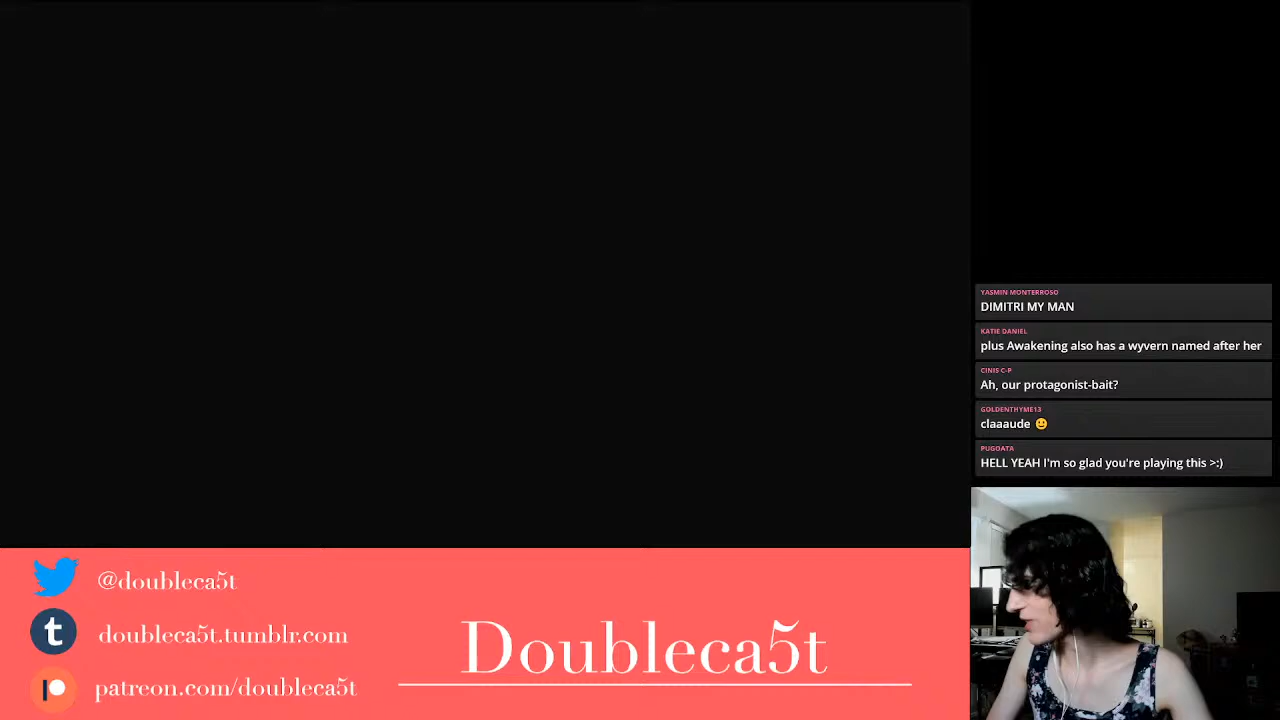 YASMIN MONTERROSO
DIMITRI MY MAN
KATIE DANIEL
plus Awakening also has a wyvern named after her
CINIS C-P
Ah, our protagonist-bait?
GOLDENTHYME13
claaaude 🙂
PUGOATA
HELL YEAH I'm so glad you're playing this >:)
@doubleca5t
doubleca5t.tumblr.com
patreon.com/doubleca5t
Doubleca5t